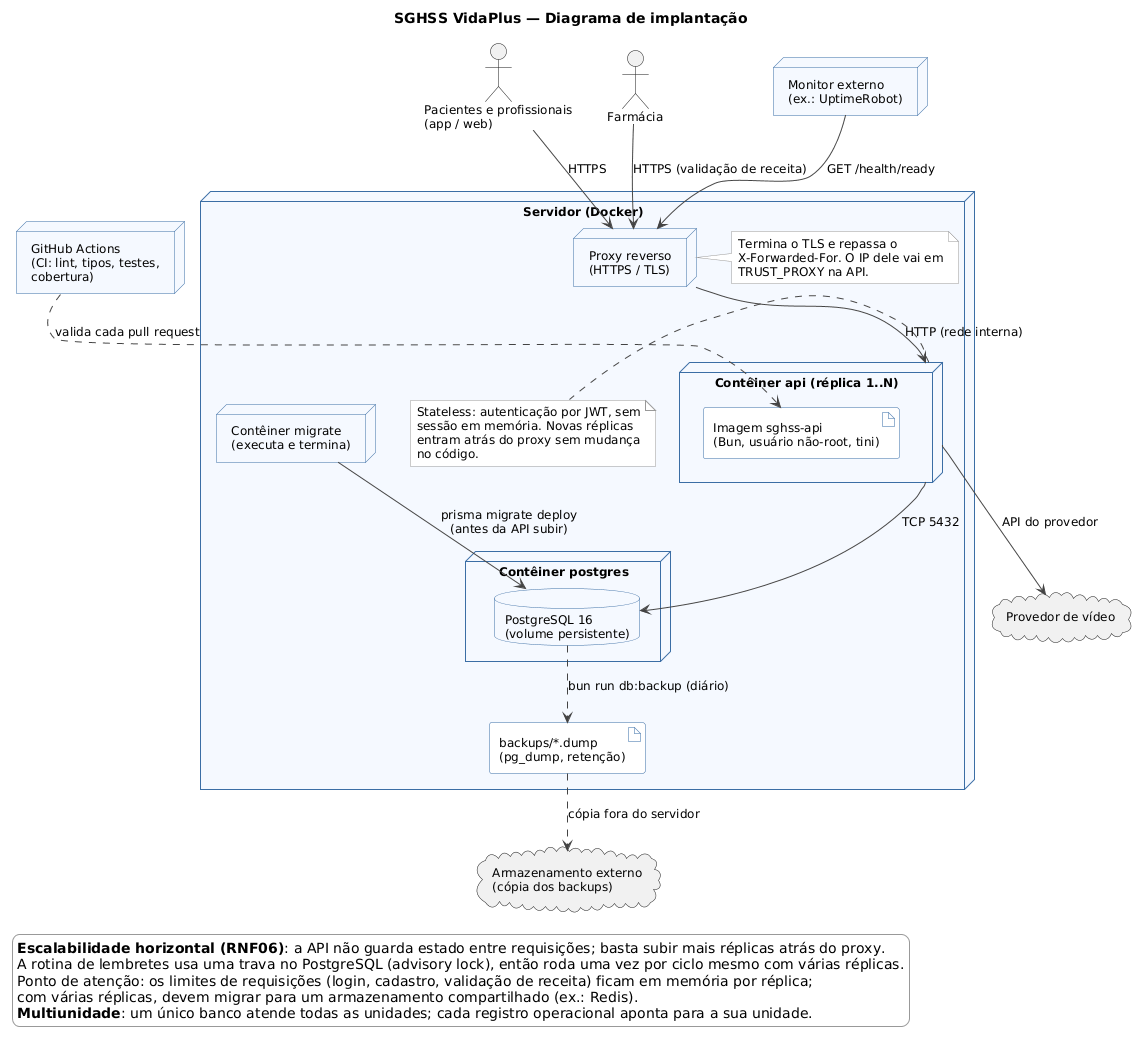 SGHSS VidaPlus — Diagrama de implantação
Pacientes e profissionais
(app / web)
Farmácia
Monitor externo
(ex.: UptimeRobot)
HTTPS
HTTPS (validação de receita)
GET /health/ready
Servidor (Docker)
GitHub Actions
(CI: lint, tipos, testes,
cobertura)
Proxy reverso
(HTTPS / TLS)
Termina o TLS e repassa o
X-Forwarded-For. O IP dele vai em
TRUST_PROXY na API.
valida cada pull request
HTTP (rede interna)
Contêiner api (réplica 1..N)
Imagem sghss-api
(Bun, usuário não-root, tini)
Contêiner migrate
(executa e termina)
Stateless: autenticação por JWT, sem
sessão em memória. Novas réplicas
entram atrás do proxy sem mudança
no código.
prisma migrate deploy
(antes da API subir)
TCP 5432
API do provedor
Contêiner postgres
PostgreSQL 16
(volume persistente)
Provedor de vídeo
bun run db:backup (diário)
backups/*.dump
(pg_dump, retenção)
cópia fora do servidor
Armazenamento externo
(cópia dos backups)
Escalabilidade horizontal (RNF06): a API não guarda estado entre requisições; basta subir mais réplicas atrás do proxy.
A rotina de lembretes usa uma trava no PostgreSQL (advisory lock), então roda uma vez por ciclo mesmo com várias réplicas.
Ponto de atenção: os limites de requisições (login, cadastro, validação de receita) ficam em memória por réplica;
com várias réplicas, devem migrar para um armazenamento compartilhado (ex.: Redis).
Multiunidade: um único banco atende todas as unidades; cada registro operacional aponta para a sua unidade.